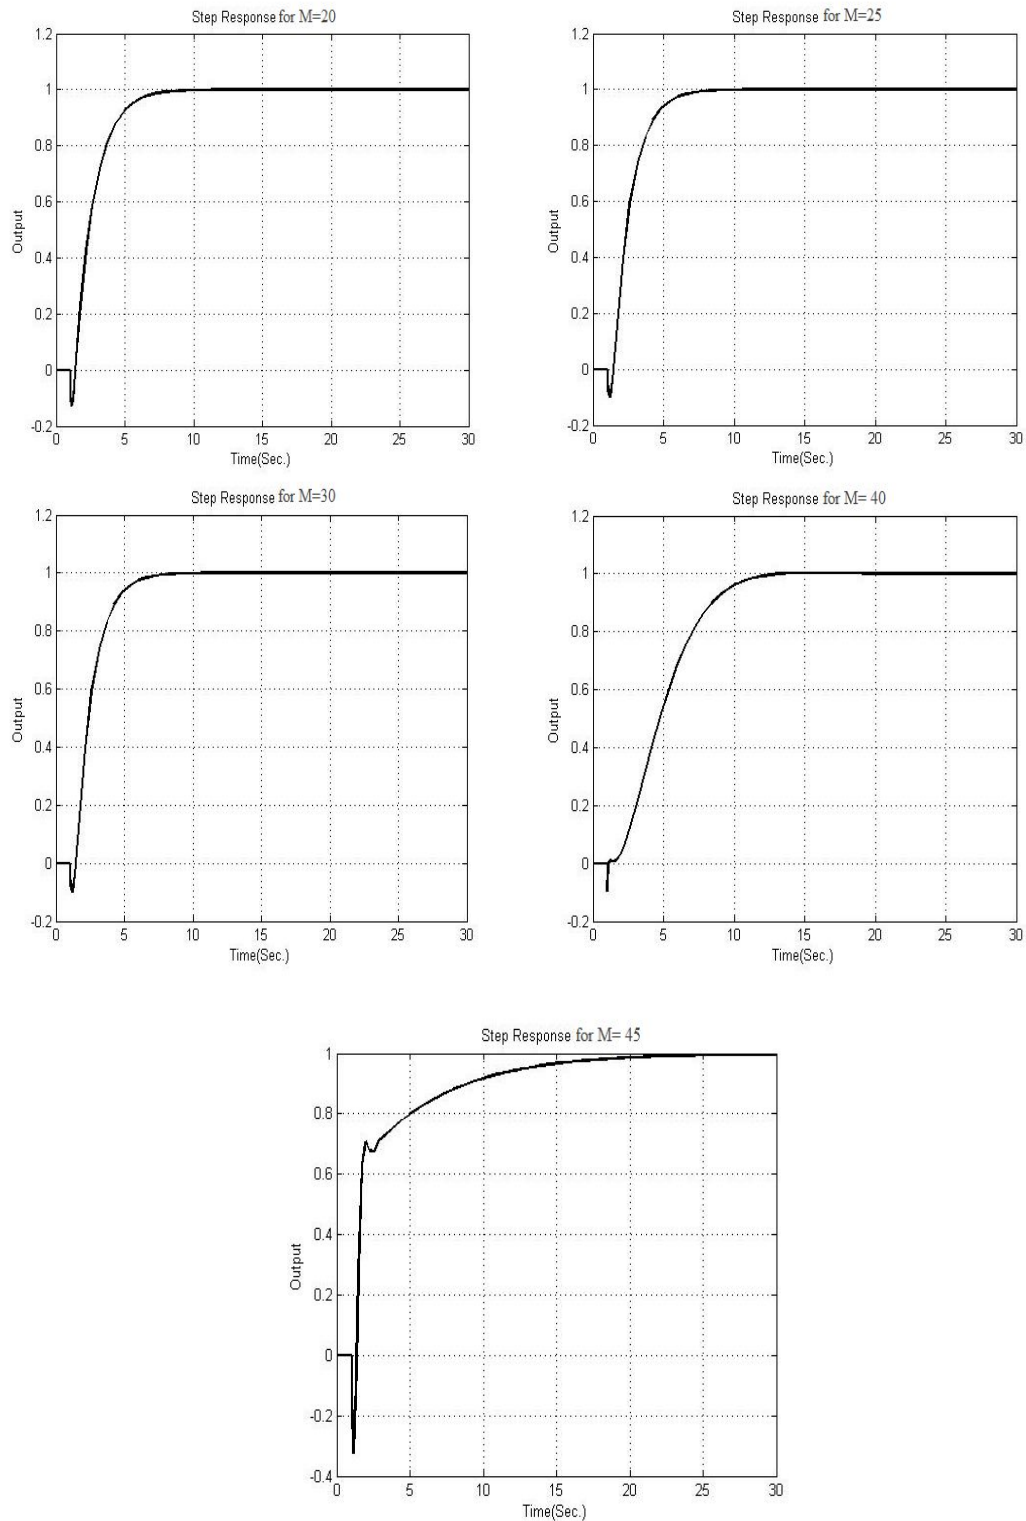 Step Response for M=20
1.2
1
0.8
0.6
0.4
0.2
0
-0.2
Output
0 5 10 15 20 25 30
Time(Sec.)
Step Response for M=25
1.2
1
0.8
0.6
0.4
0.2
0
-0.2
Output
0 5 10 15 20 25 30
Time(Sec.)
Step Response for M=30
1.2
1
0.8
0.6
0.4
0.2
0
-0.2
Output
0 5 10 15 20 25 30
Time(Sec.)
Step Response for M= 40
1.2
1
0.8
0.6
0.4
0.2
0
-0.2
Output
0 5 10 15 20 25 30
Time(Sec.)
Step Response for M= 45
1
0.8
0.6
0.4
0.2
0
-0.2
-0.4
Output
0 5 10 15 20 25 30
Time(Sec.)